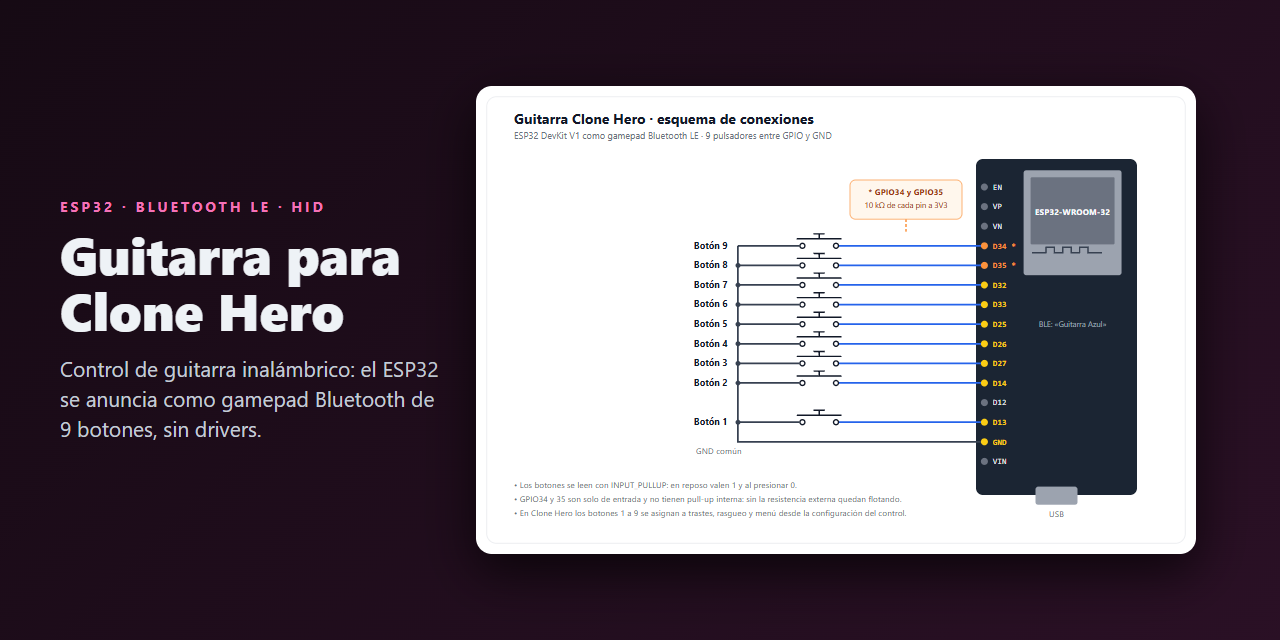 ESP32 · BLUETOOTH LE · HID
Guitarra para
Clone Hero
Control de guitarra inalámbrico: el ESP32
se anuncia como gamepad Bluetooth de
9 botones, sin drivers.
Guitarra Clone Hero · esquema de conexiones
ESP32 DevKit V1 como gamepad Bluetooth LE · 9 pulsadores entre GPIO y GND
* GPIO34 y GPIO35
10 kΩ de cada pin a 3V3
EN
VP
VN
ESP32-WROOM-32
Botón 9
D34 *
Botón 8
D35 *
Botón 7
D32
Botón 6
D33
Botón 5
D25
BLE: «Guitarra Azul»
Botón 4
D26
Botón 3
D27
Botón 2
D14
D12
Botón 1
D13
GND
GND común
VIN
• Los botones se leen con INPUT_PULLUP: en reposo valen 1 y al presionar 0.
• GPIO34 y 35 son solo de entrada y no tienen pull-up interna: sin la resistencia externa quedan flotando.
• En Clone Hero los botones 1 a 9 se asignan a trastes, rasgueo y menú desde la configuración del control.
USB